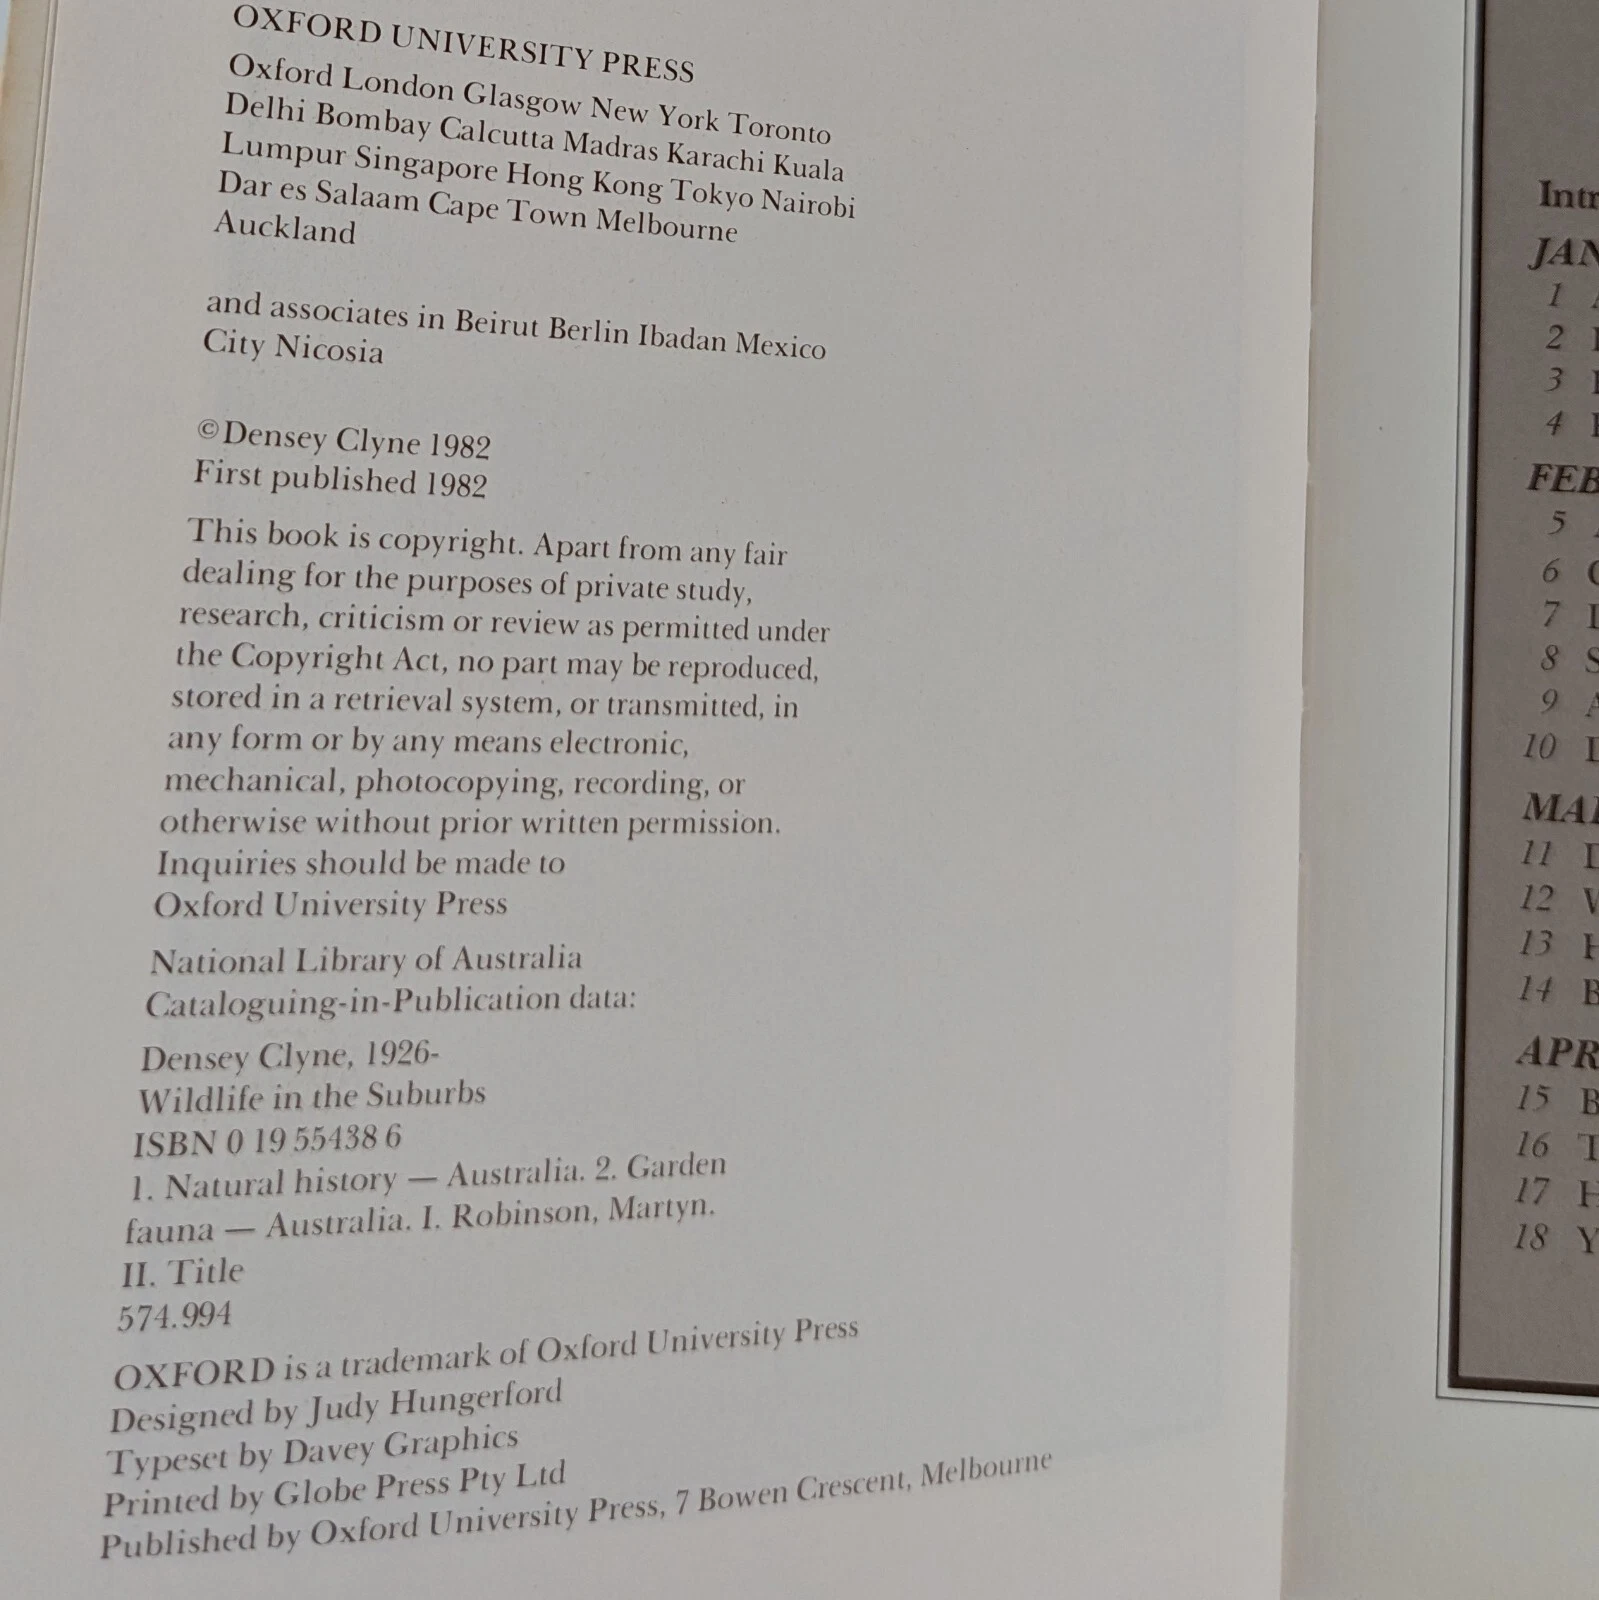 OXFORD UNIVERSITY PRESS
Oxford London Glasgow New York Toronto
Delhi Bombay Calcutta Madras Karachi Kuala
Lumpur Singapore Hong Kong Tokyo Nairobi
Dar es Salaam Cape Town Melbourne
Auckland
and associates in Beirut Berlin Ibadan Mexico
City Nicosia
©Densey Clyne 1982
First published 1982
This book is copyright. Apart from any fair
dealing for the purposes of private study,
research, criticism or review as permitted under
the Copyright Act, no part may be reproduced,
stored in a retrieval system, or transmitted, in
any form or by any means electronic,
mechanical, photocopying, recording, or
otherwise without prior written permission.
Inquiries should be made to
Oxford University Press
National Library of Australia
Cataloguing-in-Publication data:
Densey Clyne, 1926-
Wildlife in the Suburbs
ISBN 0 19 55438 6
1. Natural history — Australia. 2. Garden
fauna — Australia. I. Robinson, Martyn.
II. Title
574.994
OXFORD is a trademark of Oxford University Press
Designed by Judy Hungerford
Typeset by Davey Graphics
Printed by Globe Press Pty Ltd
Published by Oxford University Press, 7 Bowen Crescent, Melbourne
Intr
JAN
1
2
3
4
FEB
5
6
7
8 S
9 A
10
MAR
11 D
12
13 H
14 B
APR
15 B
16 T
17 H
18 Y